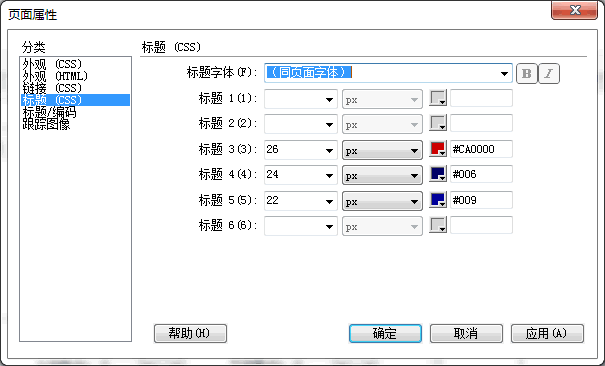 页面属性
分类
外观 (CSS)
外观 (HTML)
链接 (CSS)
标题 (CSS)
标题/编码
跟踪图像
标题 (CSS)
标题字体(F): (同页面字体) B I
标题 1(1): px
标题 2(2): px
标题 3(3): 26 px #CA0000
标题 4(4): 24 px #006
标题 5(5): 22 px #009
标题 6(6): px
帮助(H) 确定 取消 应用(A)